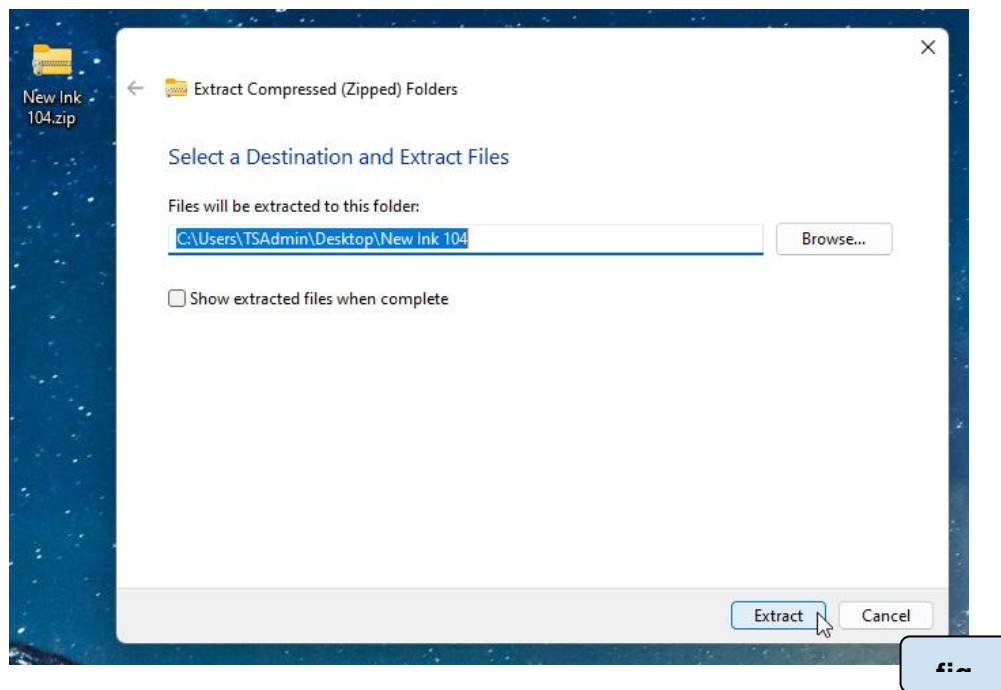 New Ink
104.zip
Extract Compressed (Zipped) Folders
Select a Destination and Extract Files
Files will be extracted to this folder:
C:\Users\TSAdmin\Desktop\New Ink 104
Browse...
Show extracted files when complete
Extract
Cancel